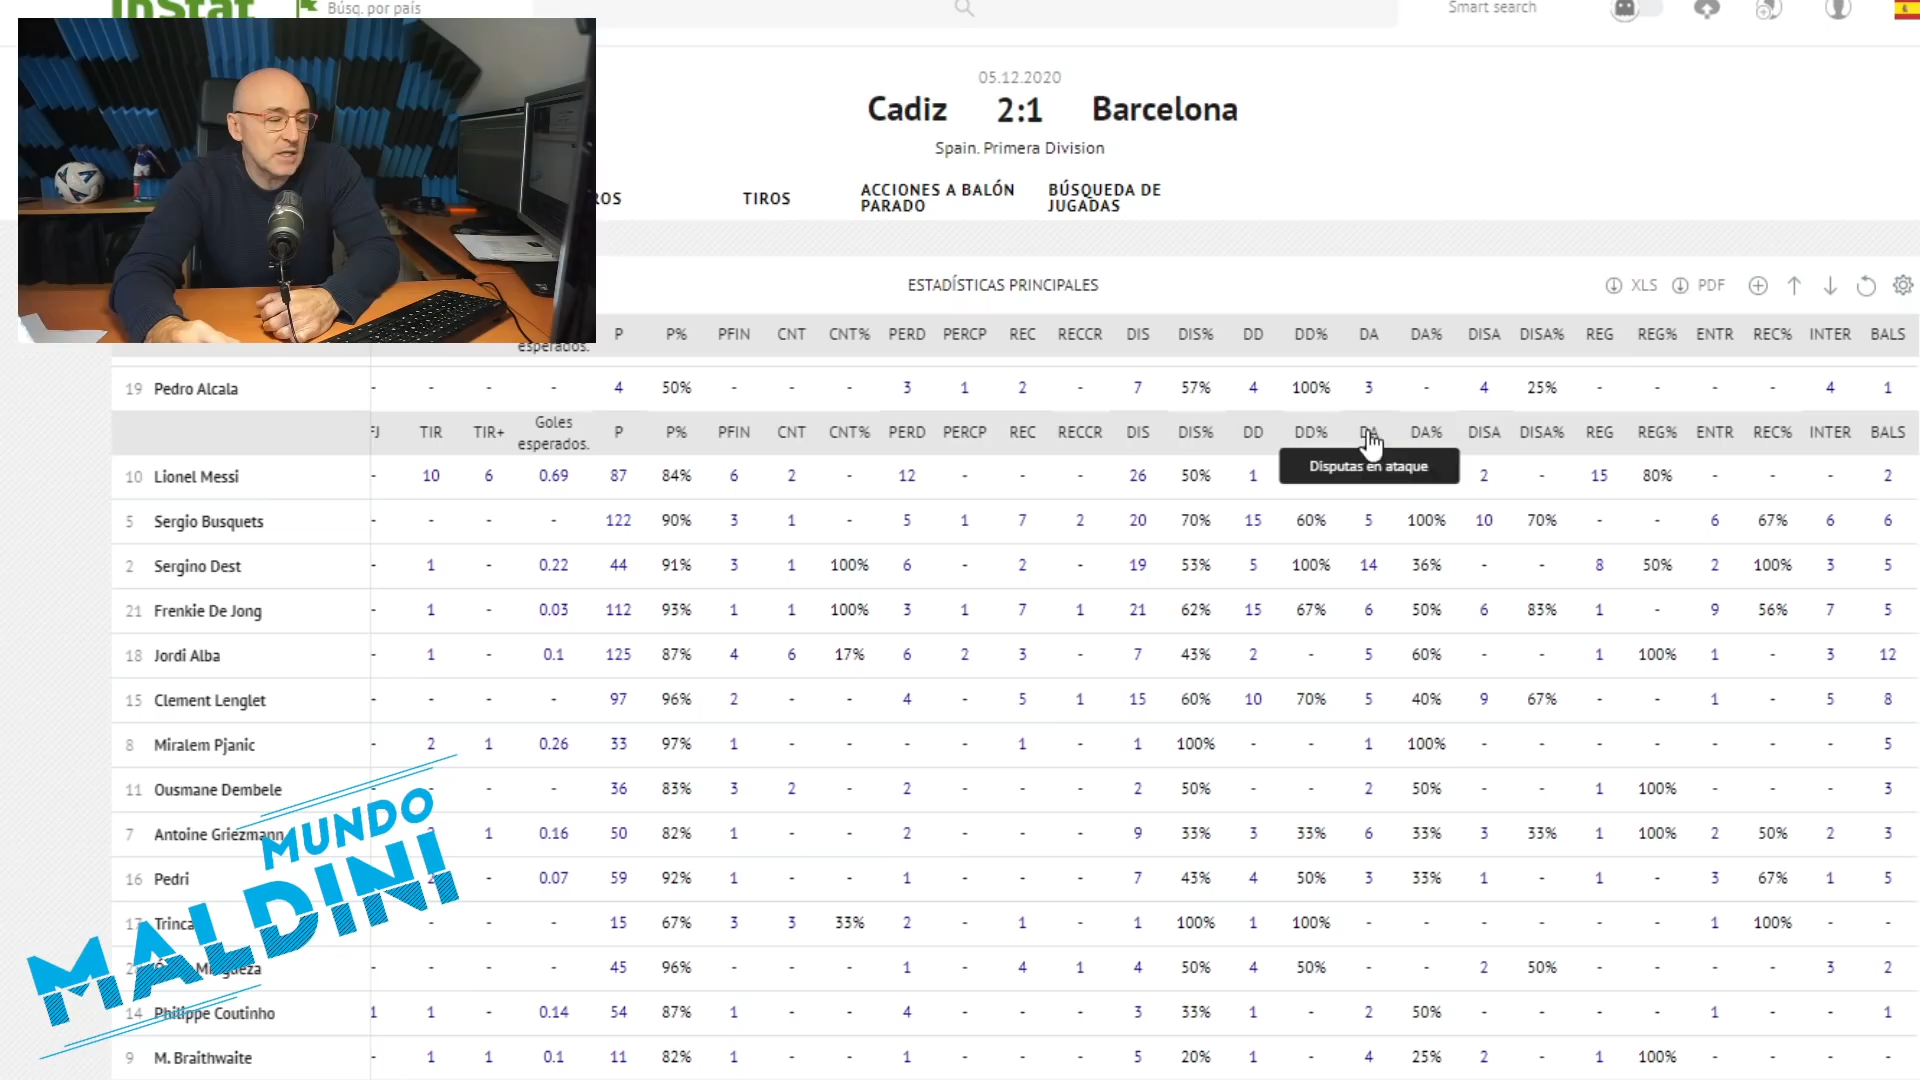 InStat Búsq. por país Smart search
05.12.2020
Cadiz 2:1 Barcelona
Spain. Primera Division
ROS TIROS ACCIONES A BALÓN PARADO BÚSQUEDA DE JUGADAS
ESTADÍSTICAS PRINCIPALES XLS PDF
esperados. P P% PFIN CNT CNT% PERD PERCP REC RECCR DIS DIS% DD DD% DA DA% DISA DISA% REG REG% ENTR REC% INTER BALS
19 Pedro Alcala - - - - 4 50% - - - 3 1 2 - 7 57% 4 100% 3 - 4 25% - - - - 4 1
FJ TIR TIR+ Goles esperados. P P% PFIN CNT CNT% PERD PERCP REC RECCR DIS DIS% DD DD% DA DA% DISA DISA% REG REG% ENTR REC% INTER BALS
Disputas en ataque
10 Lionel Messi - 10 6 0.69 87 84% 6 2 - 12 - - - 26 50% 1 2 - 15 80% - - - 2
5 Sergio Busquets - - - - 122 90% 3 1 - 5 1 7 2 20 70% 15 60% 5 100% 10 70% - - 6 67% 6 6
2 Sergino Dest - 1 - 0.22 44 91% 3 1 100% 6 - 2 - 19 53% 5 100% 14 36% - - 8 50% 2 100% 3 5
21 Frenkie De Jong - 1 - 0.03 112 93% 1 1 100% 3 1 7 1 21 62% 15 67% 6 50% 6 83% 1 - 9 56% 7 5
18 Jordi Alba - 1 - 0.1 125 87% 4 6 17% 6 2 3 - 7 43% 2 - 5 60% - - 1 100% 1 - 3 12
15 Clement Lenglet - - - - 97 96% 2 - - 4 - 5 1 15 60% 10 70% 5 40% 9 67% - - 1 - 5 8
8 Miralem Pjanic - 2 1 0.26 33 97% 1 - - - - 1 - 1 100% - - 1 100% - - - - - - - 5
11 Ousmane Dembele - - - - 36 83% 3 2 - 2 - - - 2 50% - - 2 50% - - 1 100% - - - 3
7 Antoine Griezmann 1 0.16 50 82% 1 - - 2 - - - 9 33% 3 33% 6 33% 3 33% 1 100% 2 50% 2 3
16 Pedri - 0.07 59 92% 1 - - 1 - - - 7 43% 4 50% 3 33% 1 - 1 - 3 67% 1 5
Trinca - - - 15 67% 3 3 33% 2 - 1 - 1 100% 1 100% - - - - - - 1 100% - -
- - - - 45 96% - - - 1 - 4 1 4 50% 4 50% - - 2 50% - - - - 3 2
14 Philippe Coutinho 1 1 - 0.14 54 87% 1 - - 4 - - - 3 33% 1 - 2 50% - - - - 1 - - 1
9 M. Braithwaite - 1 1 0.1 11 82% 1 - - 1 - - - 5 20% 1 - 4 25% 2 - 1 100% - - - -
MUNDO
MALDINI